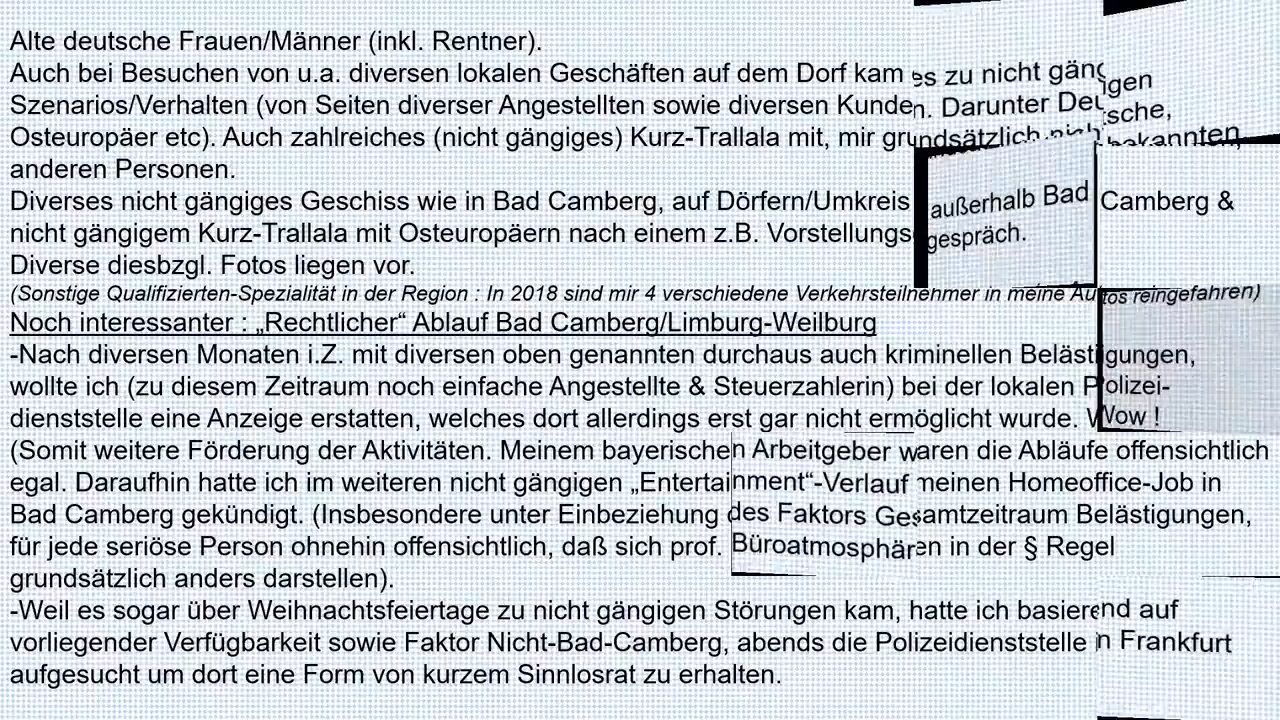 Alte deutsche Frauen/Männer (inkl. Rentner).
Auch bei Besuchen von u.a. diversen lokalen Geschäften auf dem Dorf kam es zu nicht gängigen
Szenarios/Verhalten (von Seiten diverser Angestellten sowie diversen Kunden. Darunter Deutsche,
Osteuropäer etc). Auch zahlreiches (nicht gängiges) Kurz-Trallala mit, mir grundsätzlich nicht bekannten,
anderen Personen.
Diverses nicht gängiges Geschiss wie in Bad Camberg, auf Dörfern/Umkreis außerhalb Bad Camberg &
nicht gängigem Kurz-Trallala mit Osteuropäern nach einem z.B. Vorstellungsgespräch.
Diverse diesbzgl. Fotos liegen vor.
(Sonstige Qualifizierten-Spezialität in der Region : In 2018 sind mir 4 verschiedene Verkehrsteilnehmer in meine Autos reingefahren)
Noch interessanter : „Rechtlicher“ Ablauf Bad Camberg/Limburg-Weilburg
-Nach diversen Monaten i.Z. mit diversen oben genannten durchaus auch kriminellen Belästigungen,
wollte ich (zu diesem Zeitraum noch einfache Angestellte & Steuerzahlerin) bei der lokalen Polizei-
dienststelle eine Anzeige erstatten, welches dort allerdings erst gar nicht ermöglicht wurde. Wow !
(Somit weitere Förderung der Aktivitäten. Meinem bayerischen Arbeitgeber waren die Abläufe offensichtlich
egal. Daraufhin hatte ich im weiteren nicht gängigen „Entertainment“-Verlauf meinen Homeoffice-Job in
Bad Camberg gekündigt. (Insbesondere unter Einbeziehung des Faktors Gesamtzeitraum Belästigungen,
für jede seriöse Person ohnehin offensichtlich, daß sich prof. Büroatmosphären in der § Regel
grundsätzlich anders darstellen).
-Weil es sogar über Weihnachtsfeiertage zu nicht gängigen Störungen kam, hatte ich basierend auf
vorliegender Verfügbarkeit sowie Faktor Nicht-Bad-Camberg, abends die Polizeidienststelle in Frankfurt
aufgesucht um dort eine Form von kurzem Sinnlosrat zu erhalten.